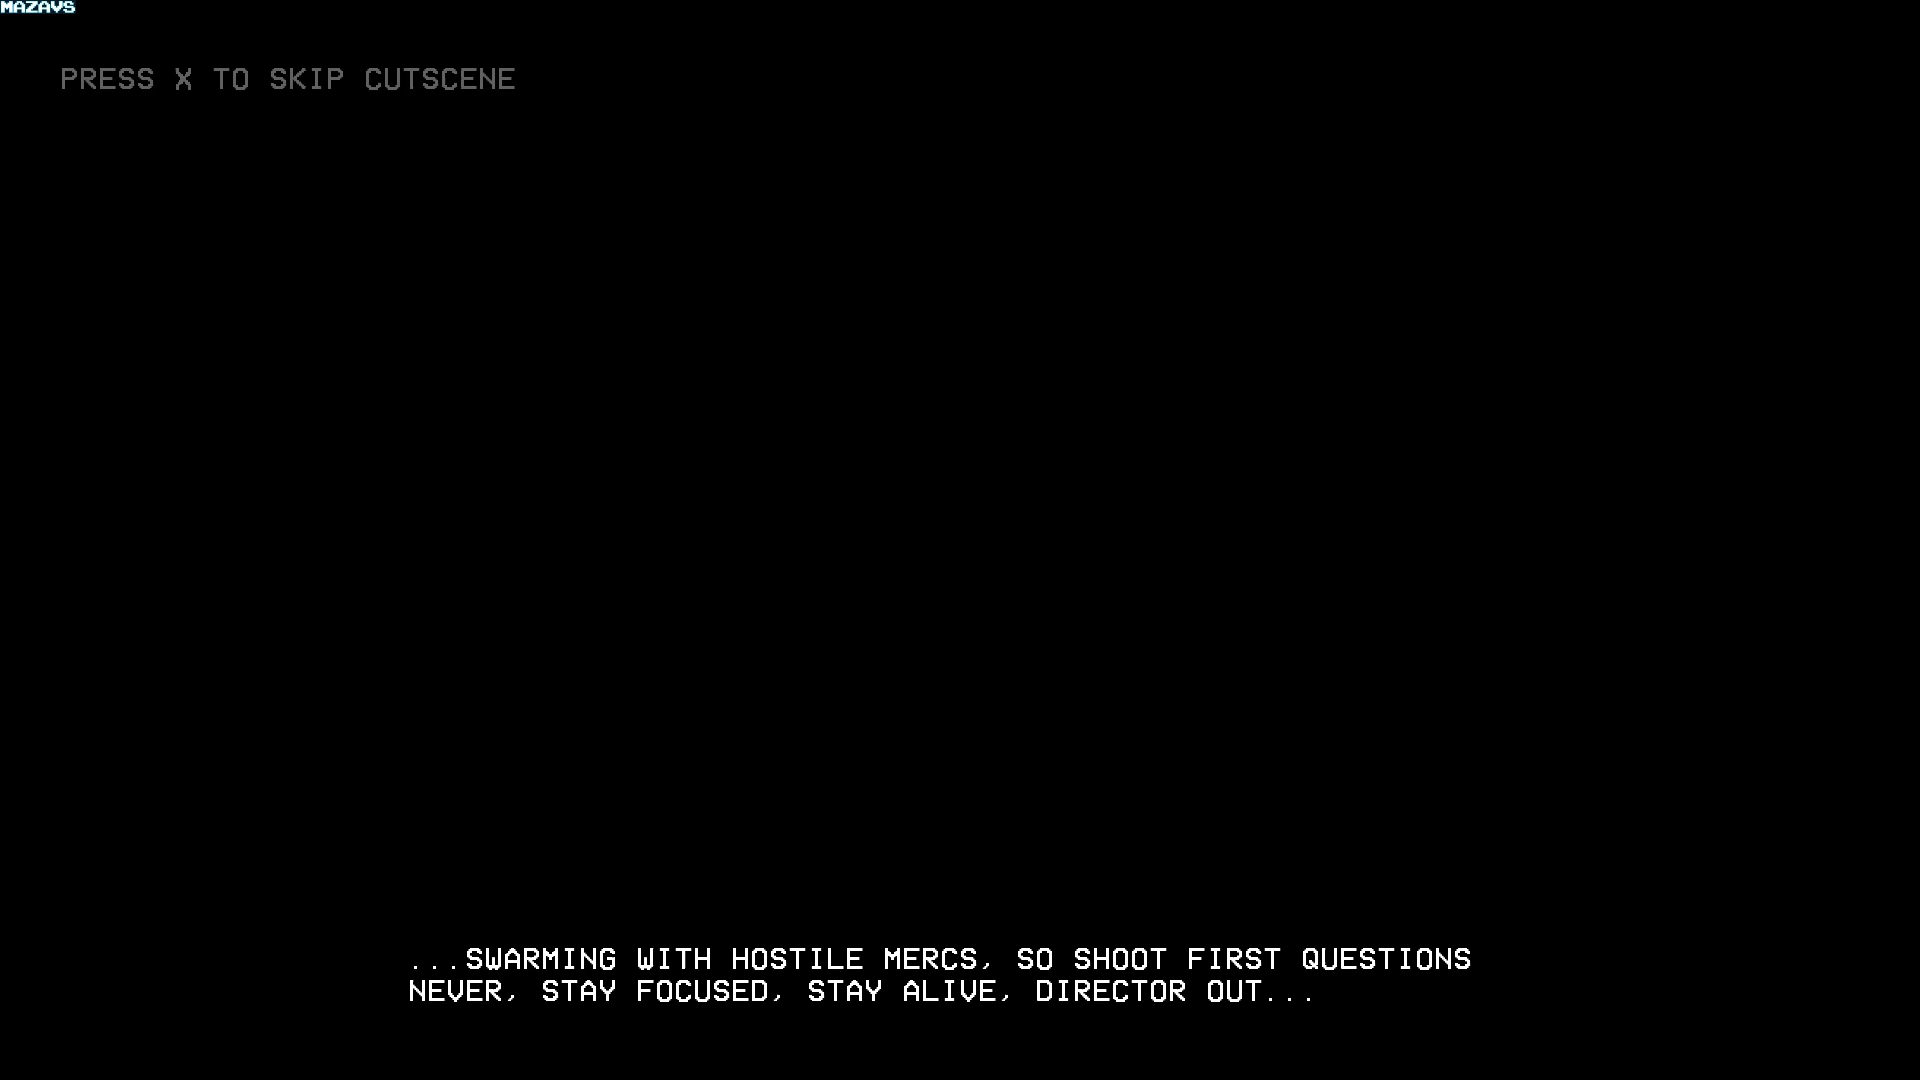 MAZAVS
PRESS X TO SKIP CUTSCENE
...SWARMING WITH HOSTILE MERCS, SO SHOOT FIRST QUESTIONS
NEVER, STAY FOCUSED, STAY ALIVE, DIRECTOR OUT...